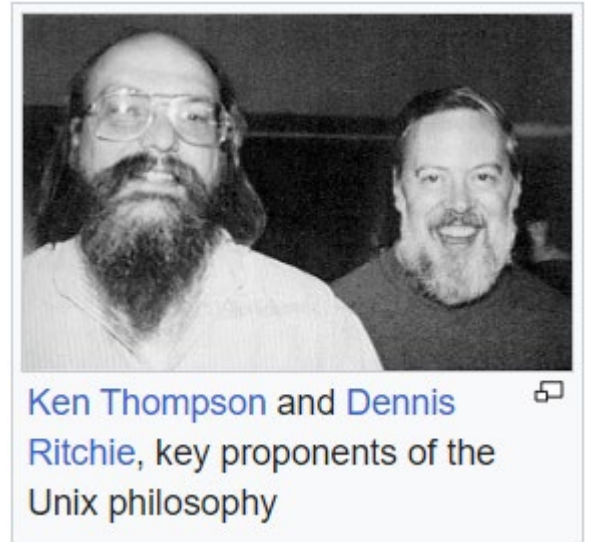 Ken Thompson and Dennis
Ritchie, key proponents of the
Unix philosophy